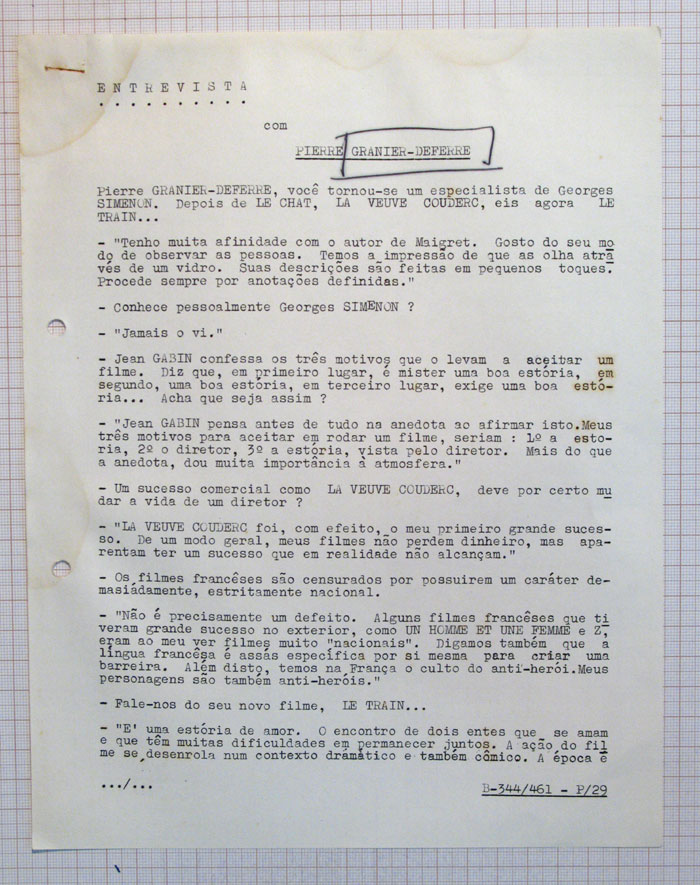 E N T R E V I S T A
. . . . . . . . . .
com
PIERRE GRANIER-DEFERRE
Pierre GRANIER-DEFERRE, você tornou-se um especialista de Georges
SIMENON. Depois de LE CHAT, LA VEUVE COUDERC, eis agora LE
TRAIN...
- "Tenho muita afinidade com o autor de Maigret. Gosto do seu mo
do de observar as pessoas. Temos a impressão de que as olha atra
vés de um vidro. Suas descrições são feitas em pequenos toques.
Procede sempre por anotações definidas."
- Conhece pessoalmente Georges SIMENON ?
- "Jamais o vi."
- Jean GABIN confessa os três motivos que o levam a aceitar um
filme. Diz que, em primeiro lugar, é mister uma boa estória, em
segundo, uma boa estória, em terceiro lugar, exige uma boa estó-
ria... Acha que seja assim ?
- "Jean GABIN pensa antes de tudo na anedota ao afirmar isto.Meus
três motivos para aceitar em rodar um filme, seriam : 1º a esto-
ria, 2º o diretor, 3º a estória, vista pelo diretor. Mais do que
a anedota, dou muita importância à atmosfera."
- Um sucesso comercial como LA VEUVE COUDERC, deve por certo mu
dar a vida de um diretor ?
- "LA VEUVE COUDERC foi, com efeito, o meu primeiro grande suces-
so. De um modo geral, meus filmes não perdem dinheiro, mas apa-
rentam ter um sucesso que em realidade não alcançam."
- Os filmes francêses são censurados por possuirem um caráter de-
masiádamente, estritamente nacional.
- "Não é precisamente um defeito. Alguns filmes francêses que ti
veram grande sucesso no exterior, como UN HOMME ET UNE FEMME e Z,
eram ao meu ver filmes muito "nacionais". Digamos também que a
língua francêsa é assás específica por si mesma para criar uma
barreira. Além disto, temos na França o culto do anti-herói.Meus
personagens são também anti-heróis."
- Fale-nos do seu novo filme, LE TRAIN...
- "E' uma estória de amor. O encontro de dois entes que se amam
e que têm muitas dificuldades em permanecer juntos. A ação do fil
me se desenrola num contexto dramático e também cômico. A época é
.../...
B-344/461 - P/29